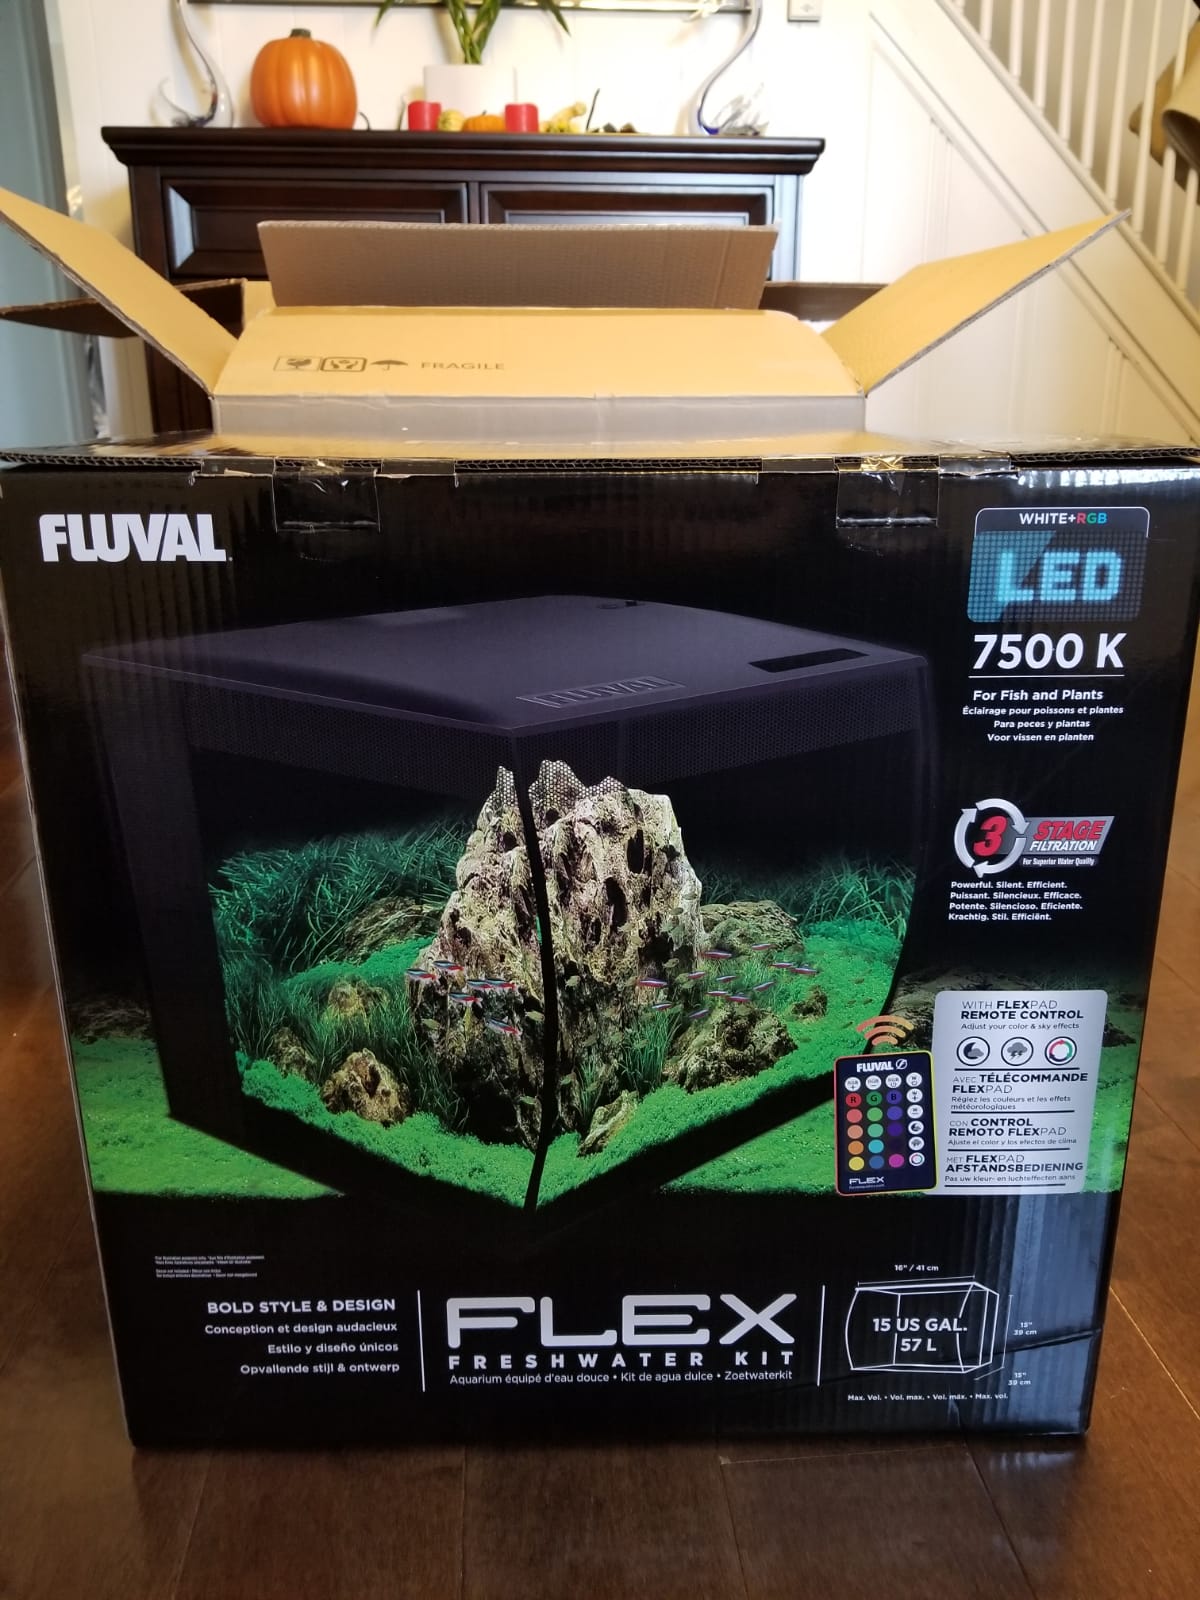 FRAGILE
FLUVAL
WHITE+RGB
LED
7500 K
For Fish and Plants
Éclairage pour poissons et plantes
Para peces y plantas
Voor vissen en planten
FLUVAL
3 STAGE
FILTRATION
For Superior Water Quality
Powerful. Silent. Efficient.
Puissant. Silencieux. Efficace.
Potente. Silencioso. Eficiente.
Krachtig. Stil. Efficiënt.
WITH FLEXPAD
REMOTE CONTROL
Adjust your color & sky effects
AVEC TÉLÉCOMMANDE
FLEXPAD
Réglez les couleurs et les effets
météorologiques
CON CONTROL
REMOTO FLEXPAD
Ajuste el color y los efectos de clima
MET FLEXPAD
AFSTANDSBEDIENING
Pas uw kleur- en luchteffecten aan
FLUVAL
R G B
FLEX
BOLD STYLE & DESIGN
Conception et design audacieux
Estilo y diseño únicos
Opvallende stijl & ontwerp
FLEX
FRESHWATER KIT
Aquarium équipé d'eau douce • Kit de agua dulce • Zoetwaterkit
16" / 41 cm
15 US GAL.
57 L
15"
39 cm
15"
39 cm
Max. Vol. • Vol. max. • Vol. máx. • Max. vol.